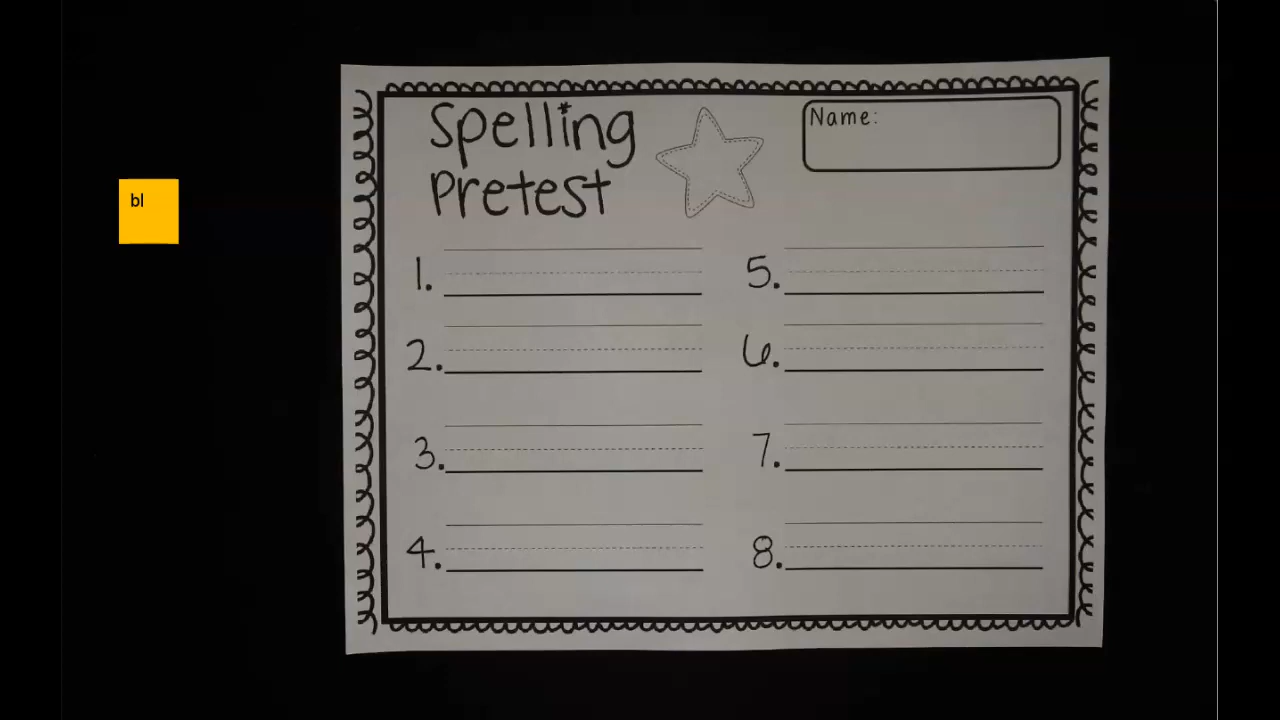 bl
Spelling
Pretest
Name:
1.
2.
3.
4.
5.
6.
7.
8.